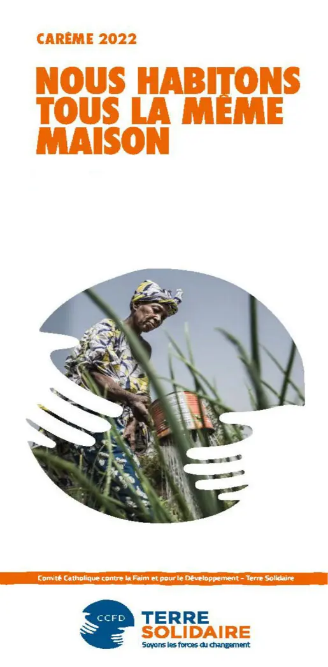 CARÊME 2022
NOUS HABITONS
TOUS LA MÊME
MAISON
Comité Catholique contre la Faim et pour le Développement – Terre Solidaire
CCFD
TERRE
SOLIDAIRE
Soyons les forces du changement